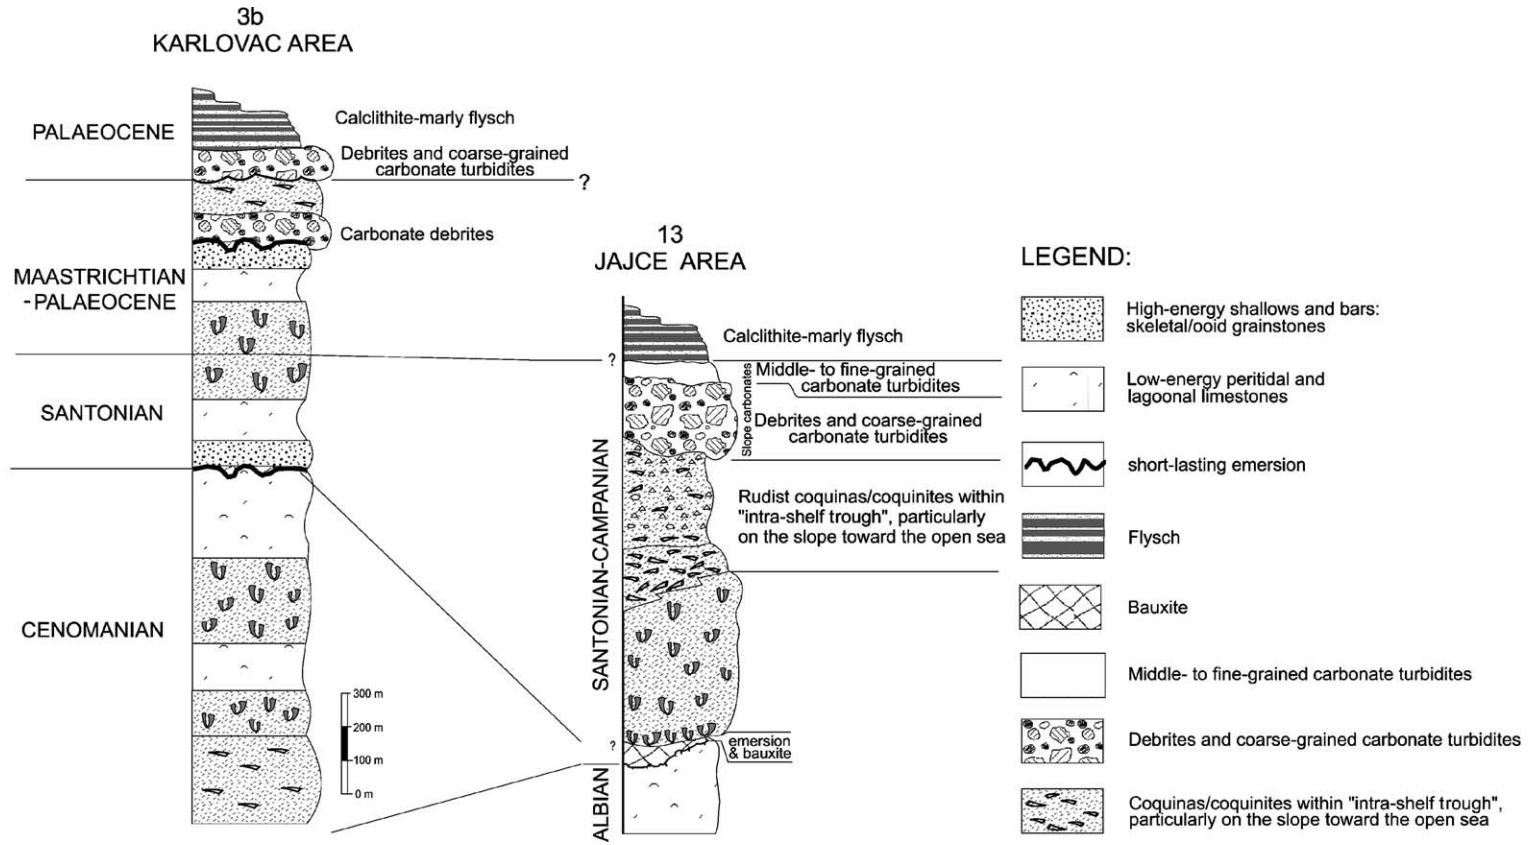 3b
KARLOVAC AREA
PALAEOCENE
Calclithite-marly flysch
Debrites and coarse-grained
carbonate turbidites
?
Carbonate debrites
MAASTRICHTIAN
-PALAEOCENE
SANTONIAN
CENOMANIAN
300 m
200 m
100 m
0 m
13
JAJCE AREA
?
Calclithite-marly flysch
Slope carbonates
Middle- to fine-grained
carbonate turbidites
Debrites and coarse-grained
carbonate turbidites
SANTONIAN-CAMPANIAN
Rudist coquinas/coquinites within
"intra-shelf trough", particularly
on the slope toward the open sea
?
emersion
& bauxite
ALBIAN
LEGEND:
High-energy shallows and bars:
skeletal/ooid grainstones
Low-energy peritidal and
lagoonal limestones
short-lasting emersion
Flysch
Bauxite
Middle- to fine-grained carbonate turbidites
Debrites and coarse-grained carbonate turbidites
Coquinas/coquinites within "intra-shelf trough",
particularly on the slope toward the open sea